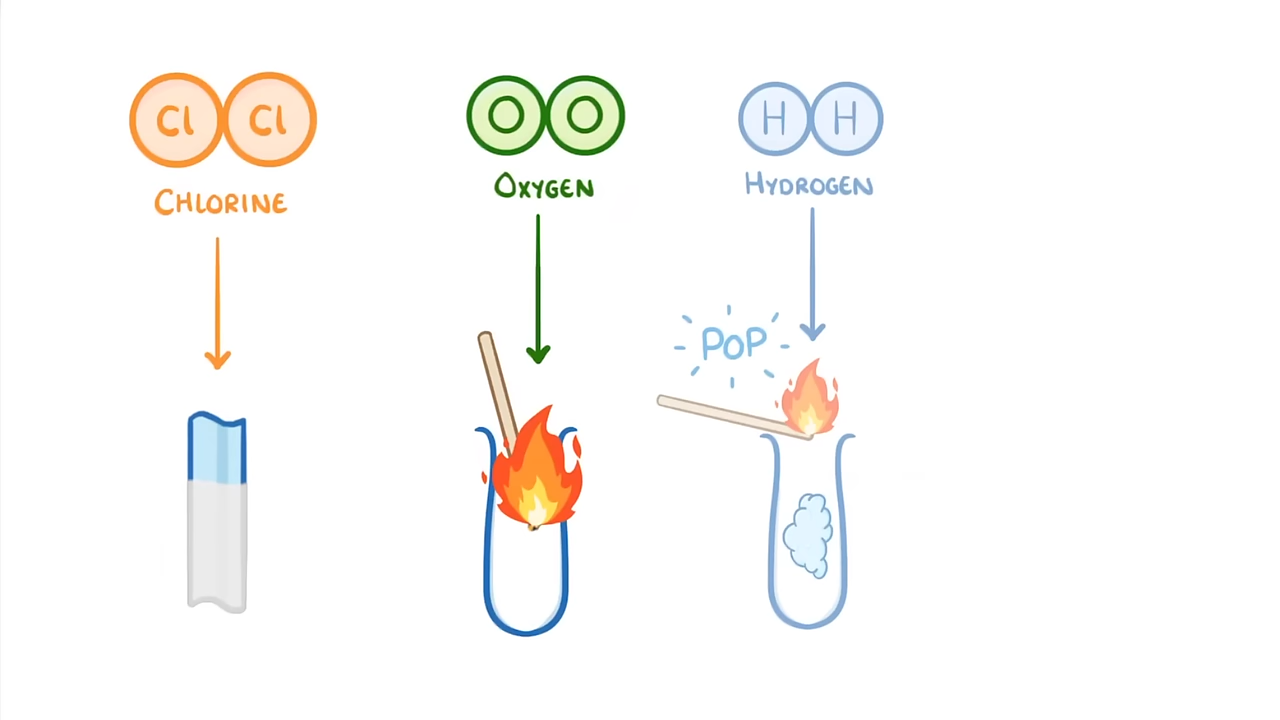 Cl Cl
CHLORINE
O O
OXYGEN
H H
HYDROGEN
POP